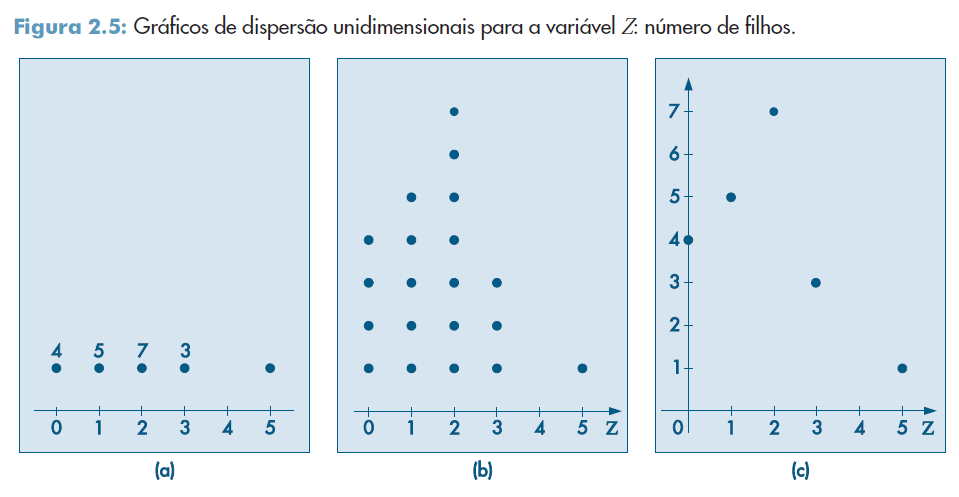 Figura 2.5: Gráficos de dispersão unidimensionais para a variável Z: número de filhos.
4 5 7 3
0 1 2 3 4 5
(a)
0 1 2 3 4 5 Z
(b)
7
6
5
4
3
2
1
0 1 2 3 4 5 Z
(c)